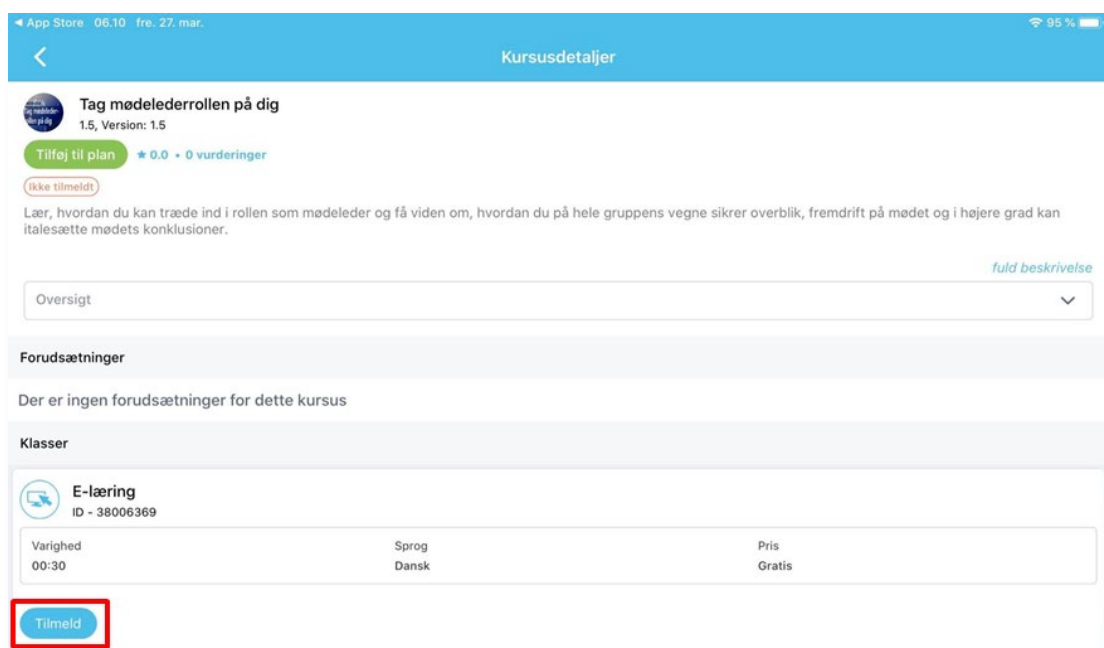 ◀ App Store 06.10 fre. 27. mar. 95 %
Kursusdetaljer
Tag mødelederrollen på dig
1.5, Version: 1.5
Tilføj til plan ★ 0.0 • 0 vurderinger
Ikke tilmeldt
Lær, hvordan du kan træde ind i rollen som mødeleder og få viden om, hvordan du på hele gruppens vegne sikrer overblik, fremdrift på mødet og i højere grad kan
italesætte mødets konklusioner.
fuld beskrivelse
Oversigt
Forudsætninger
Der er ingen forudsætninger for dette kursus
Klasser
E-læring
ID - 38006369
Varighed Sprog Pris
00:30 Dansk Gratis
Tilmeld